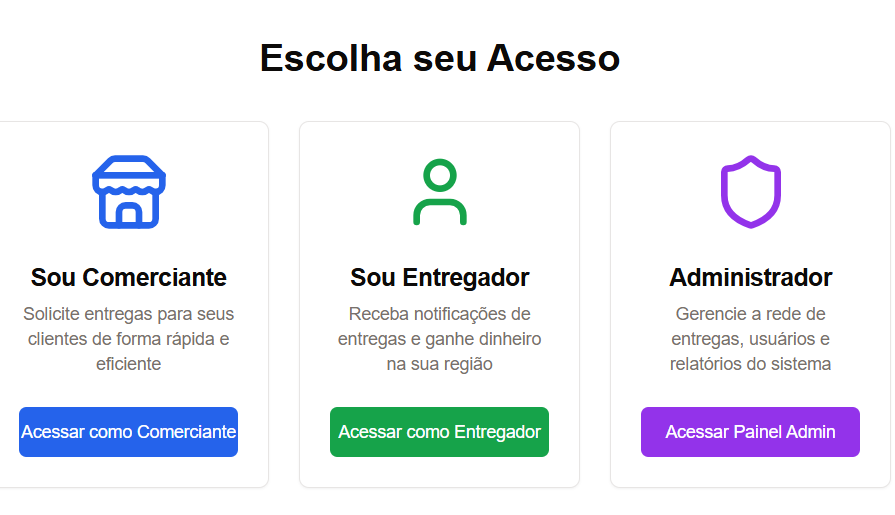 Escolha seu Acesso
Sou Comerciante
Solicite entregas para seus
clientes de forma rápida e
eficiente
Acessar como Comerciante
Sou Entregador
Receba notificações de
entregas e ganhe dinheiro
na sua região
Acessar como Entregador
Administrador
Gerencie a rede de
entregas, usuários e
relatórios do sistema
Acessar Painel Admin